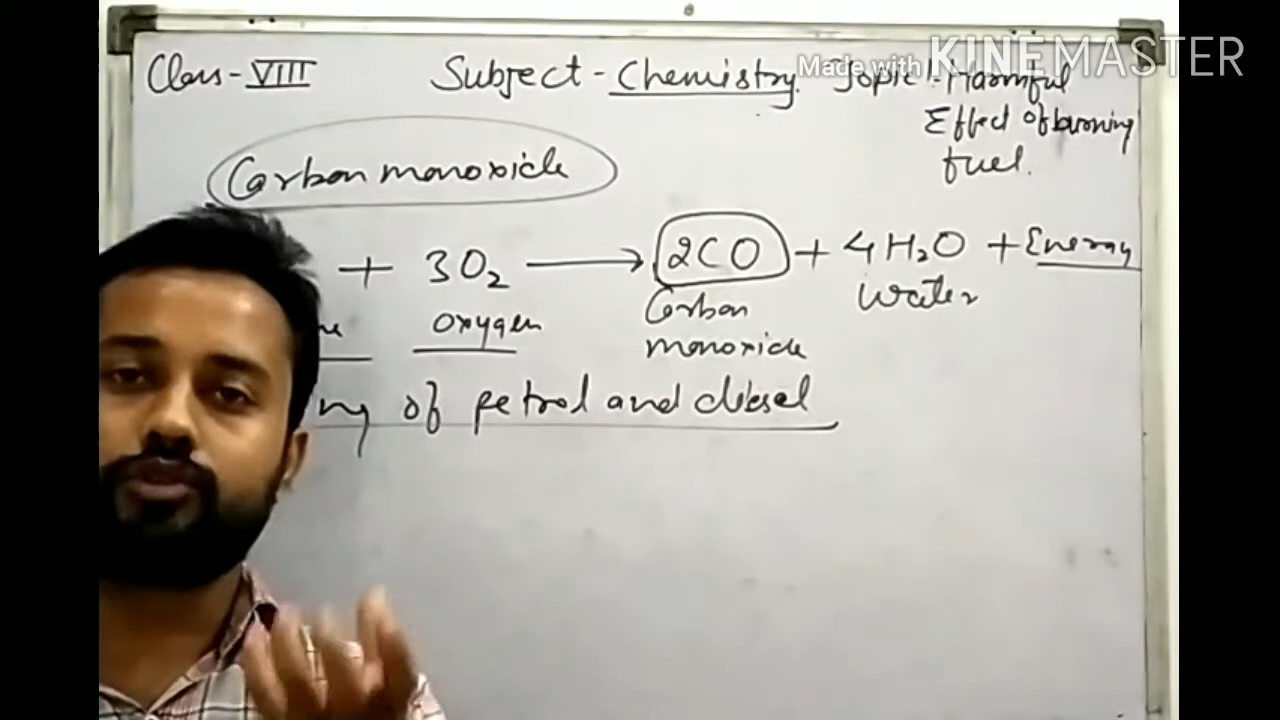 Class-VIII Subject-Chemistry. Topic:-Harmful
Effect Of burning
fuel.
Carbon monoxide
+ 3O₂ → 2CO + 4H₂O + Energy
oxygen Carbon monoxide Water
of petrol and diesel
Made with KINEMASTER